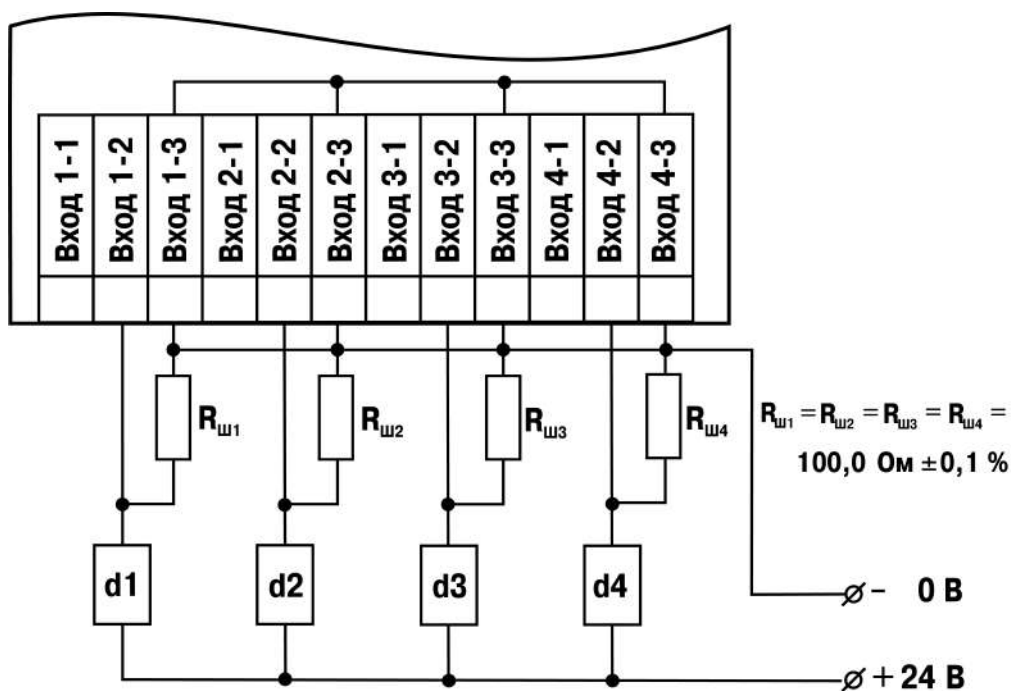 Вход 1-1
Вход 1-2
Вход 1-3
Вход 2-1
Вход 2-2
Вход 2-3
Вход 3-1
Вход 3-2
Вход 3-3
Вход 4-1
Вход 4-2
Вход 4-3
Rш1
Rш2
Rш3
Rш4
Rш1 = Rш2 = Rш3 = Rш4 =
100,0 Ом ±0,1 %
d1
d2
d3
d4
- 0 В
+ 24 В